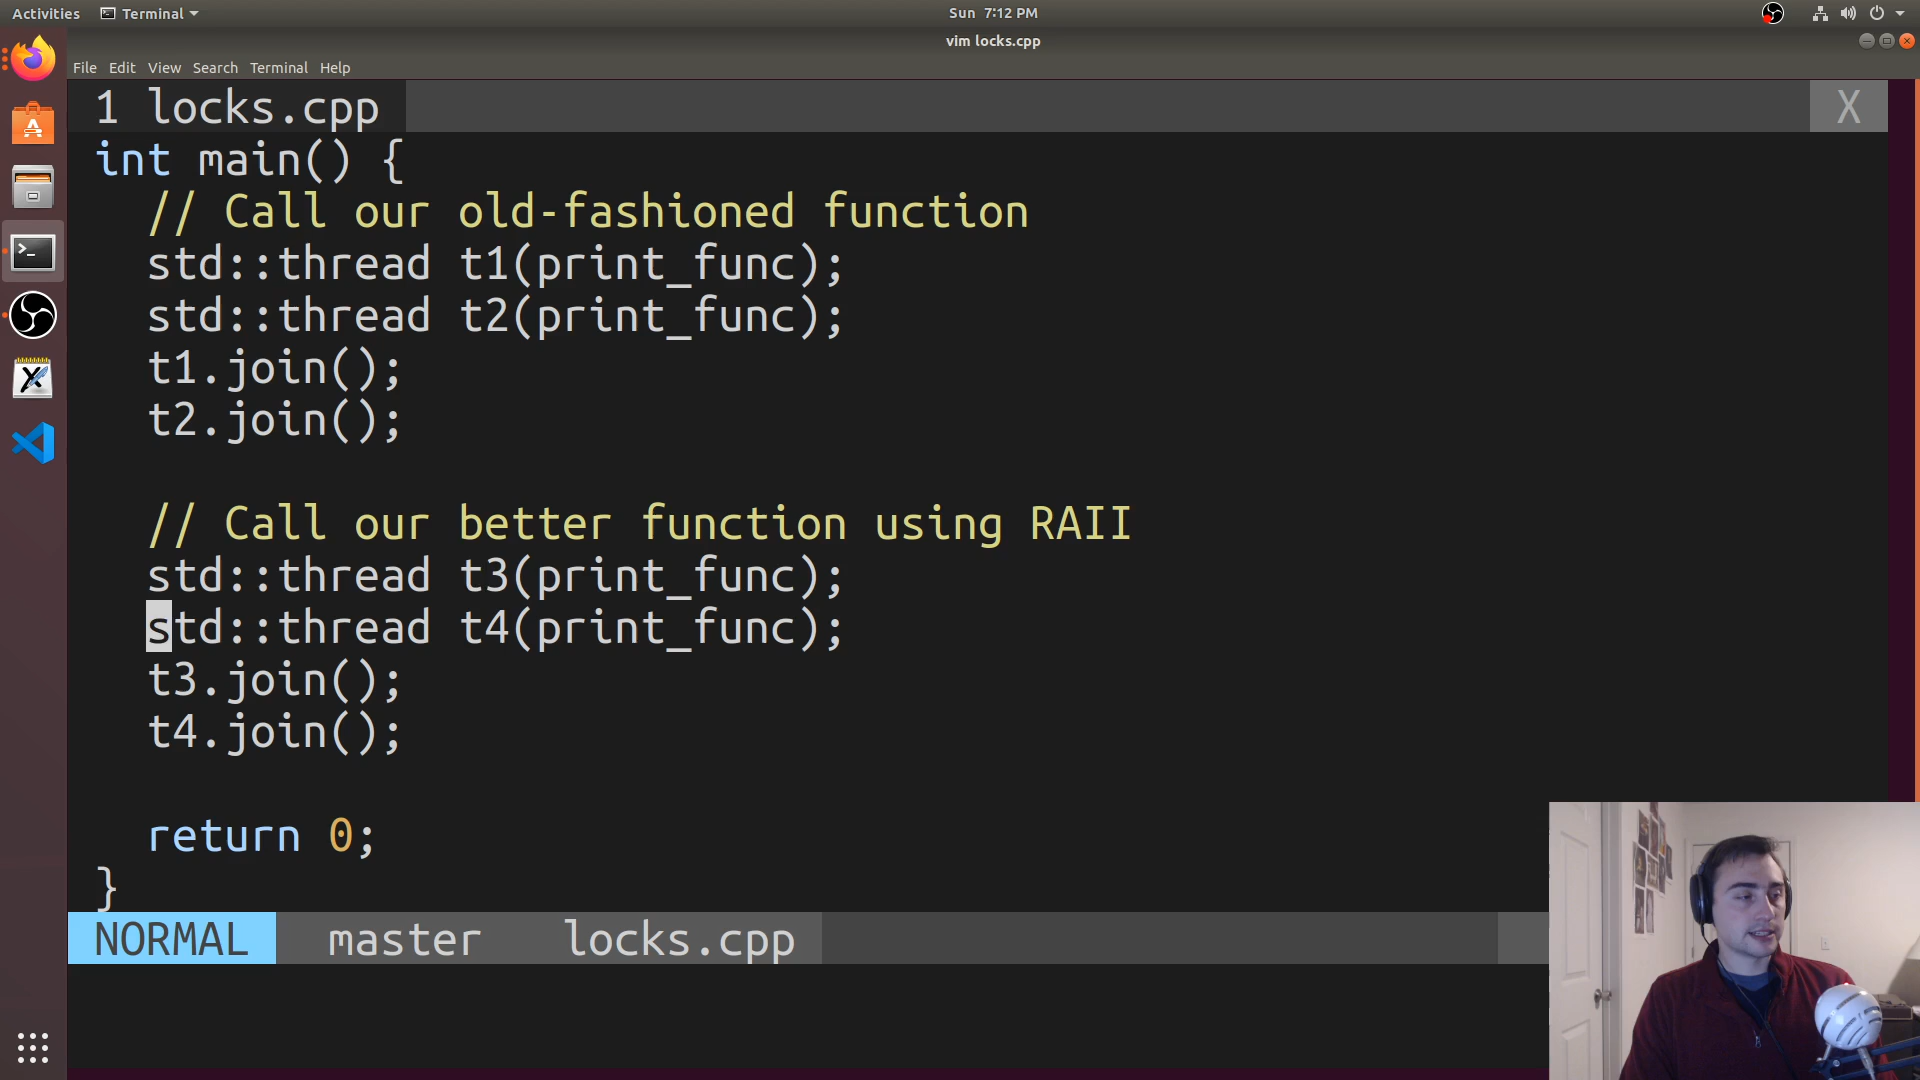 Activities
Terminal
Sun 7:12 PM
vim locks.cpp
File Edit View Search Terminal Help
1 locks.cpp X
int main() {
// Call our old-fashioned function
std::thread t1(print_func);
std::thread t2(print_func);
t1.join();
t2.join();
// Call our better function using RAII
std::thread t3(print_func);
std::thread t4(print_func);
t3.join();
t4.join();
return 0;
}
NORMAL master locks.cpp